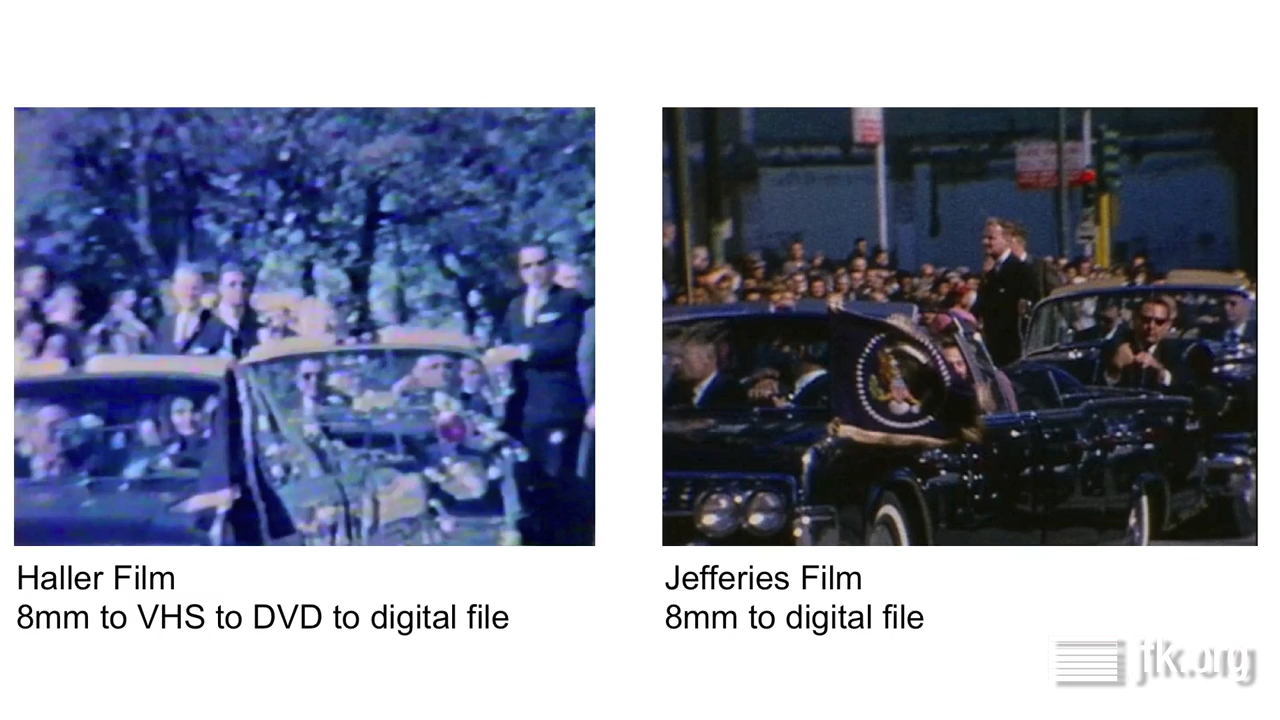 Haller Film
8mm to VHS to DVD to digital file
Jefferies Film
8mm to digital file
jfk.org